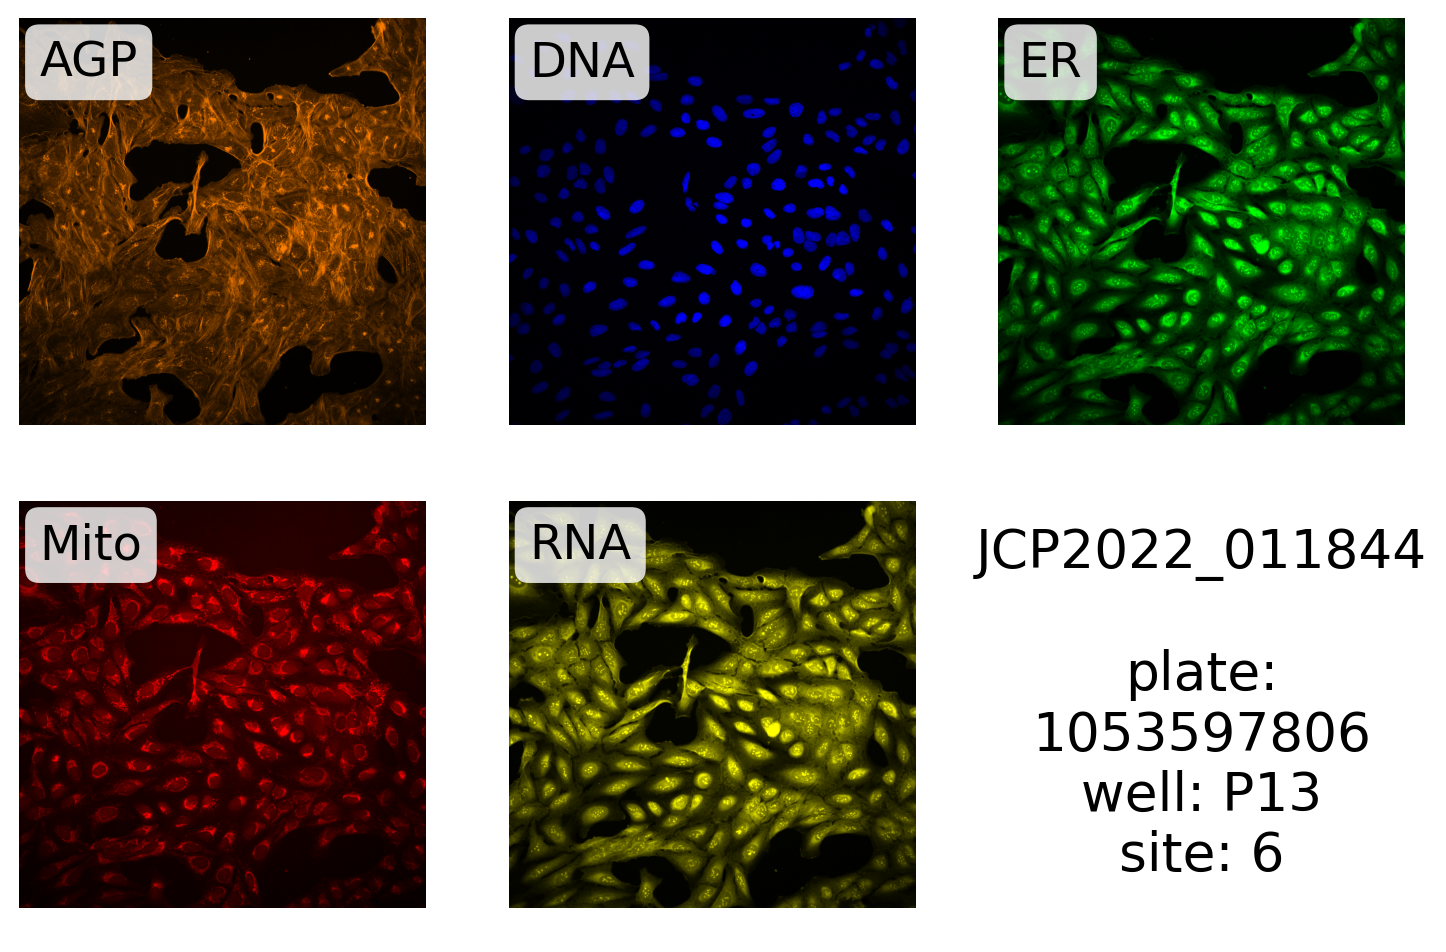 AGP
DNA
ER
Mito
RNA
JCP2022_011844
plate:
1053597806
well: P13
site: 6